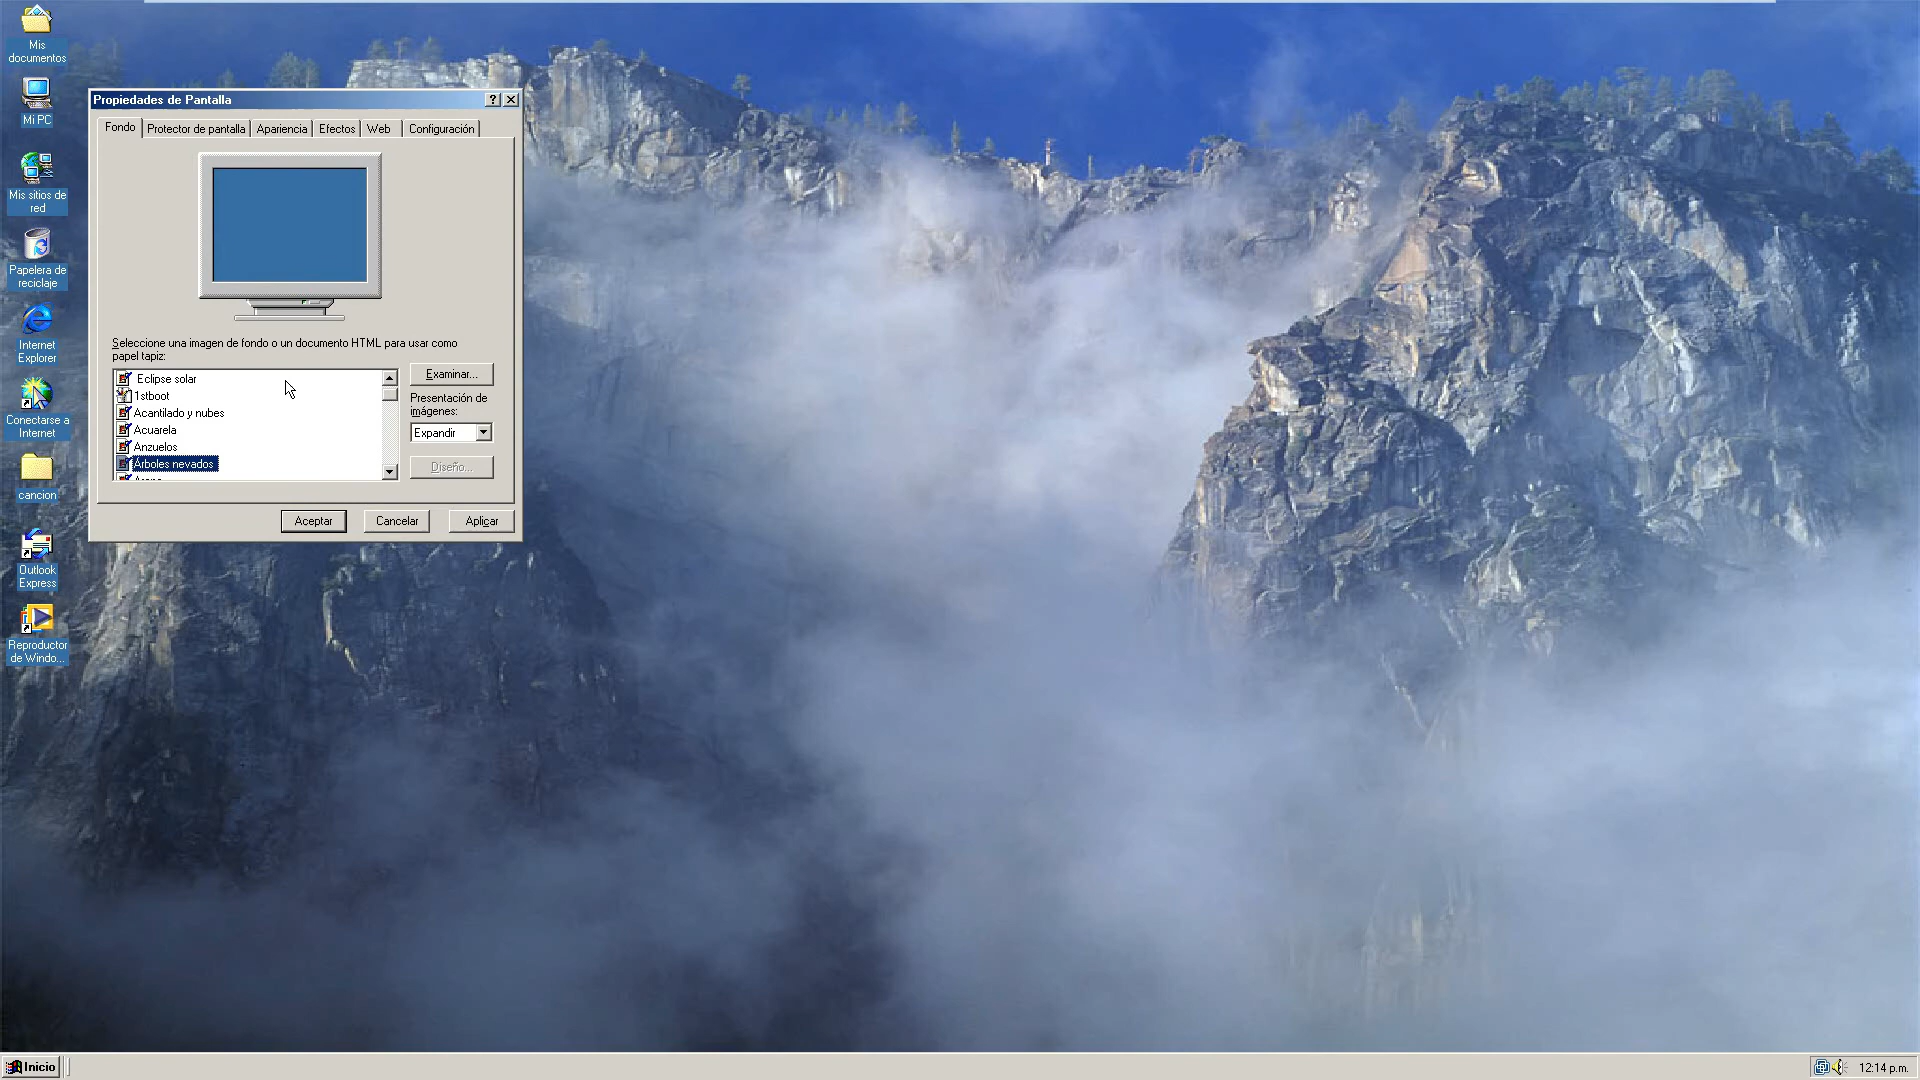 Mis
documentos
Mi PC
Mis sitios de
red
Papelera de
reciclaje
Internet
Explorer
Conectarse a
Internet
cancion
Outlook
Express
Reproductor
de Windo...
Propiedades de Pantalla
Fondo
Protector de pantalla
Apariencia
Efectos
Web
Configuración
Seleccione una imagen de fondo o un documento HTML para usar como
papel tapiz:
Eclipse solar
1stboot
Acantilado y nubes
Acuarela
Anzuelos
Árboles nevados
Examinar...
Presentación de
imágenes:
Expandir
Diseño...
Aceptar
Cancelar
Aplicar
Inicio
12:14 p.m.